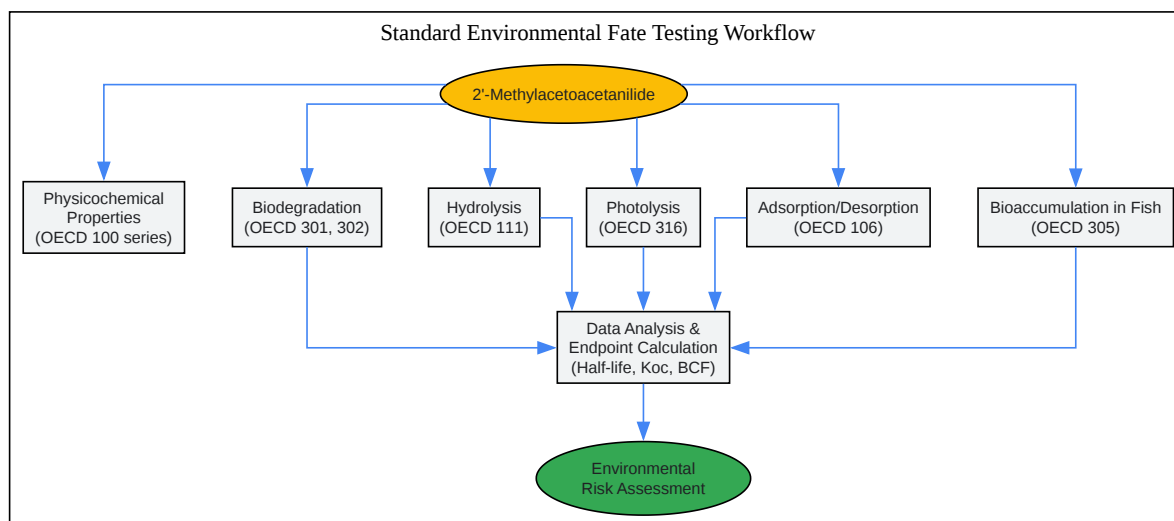 Standard Environmental Fate Testing Workflow
2'-Methylacetoacetanilide
Physicochemical
Properties
(OECD 100 series)
Biodegradation
(OECD 301, 302)
Hydrolysis
(OECD 111)
Photolysis
(OECD 316)
Adsorption/Desorption
(OECD 106)
Bioaccumulation in Fish
(OECD 305)
Data Analysis &
Endpoint Calculation
(Half-life, Koc, BCF)
Environmental
Risk Assessment